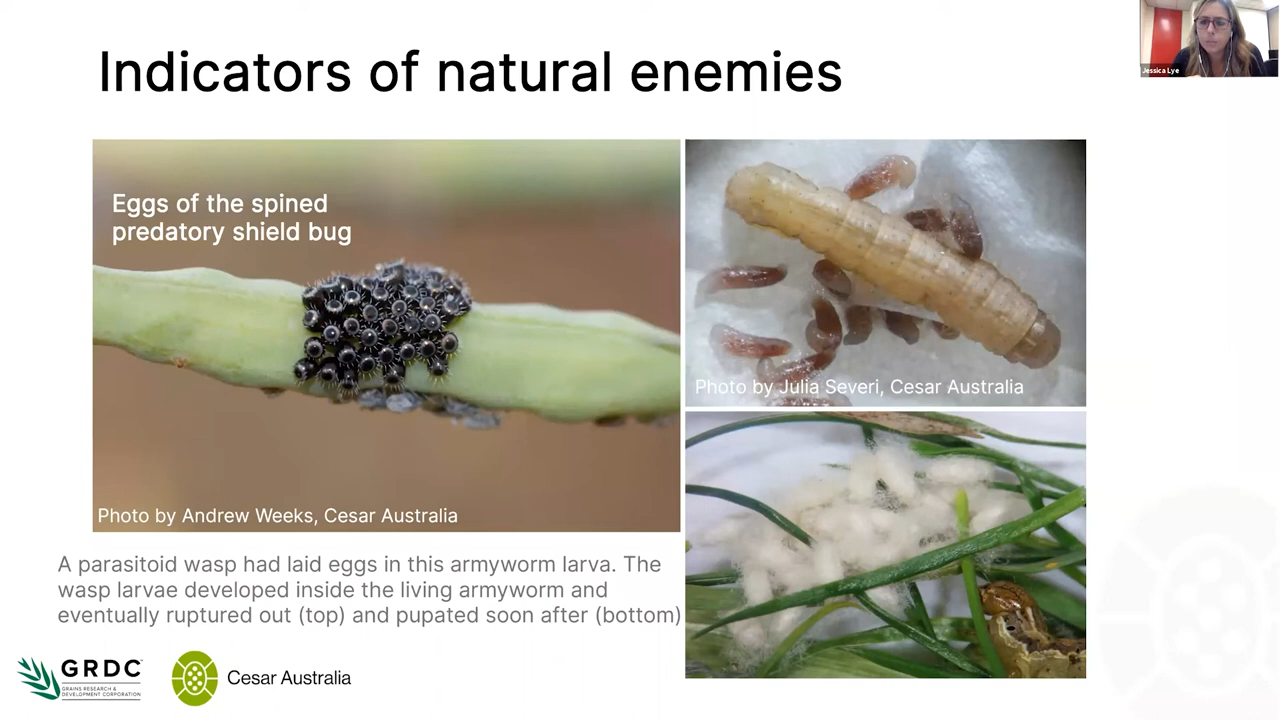 Indicators of natural enemies
Jessica Lye
Eggs of the spined
predatory shield bug
Photo by Andrew Weeks, Cesar Australia
Photo by Julia Severi, Cesar Australia
A parasitoid wasp had laid eggs in this armyworm larva. The
wasp larvae developed inside the living armyworm and
eventually ruptured out (top) and pupated soon after (bottom)
GRDC
GRAINS RESEARCH &
DEVELOPMENT CORPORATION
Cesar Australia